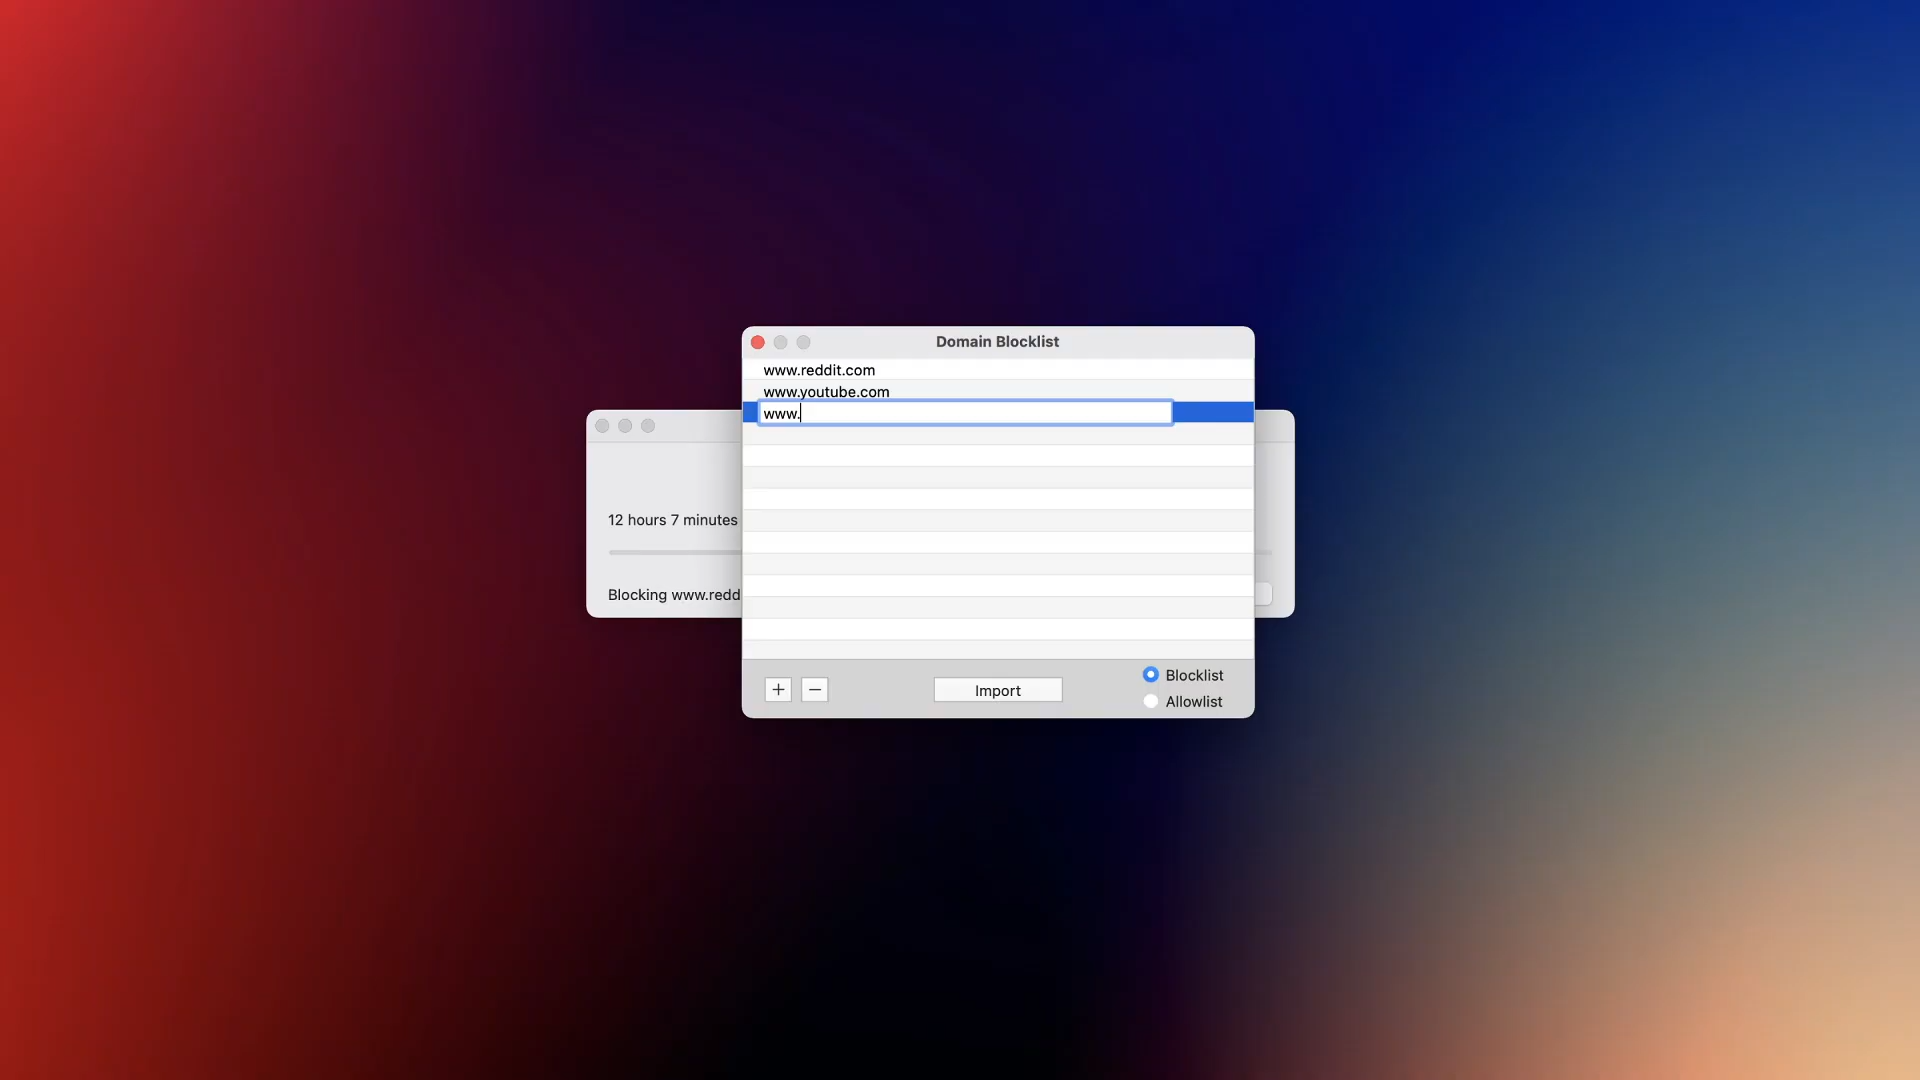 Domain Blocklist
www.reddit.com
www.youtube.com
www.
12 hours 7 minutes
Blocking www.redd
Import
Blocklist
Allowlist